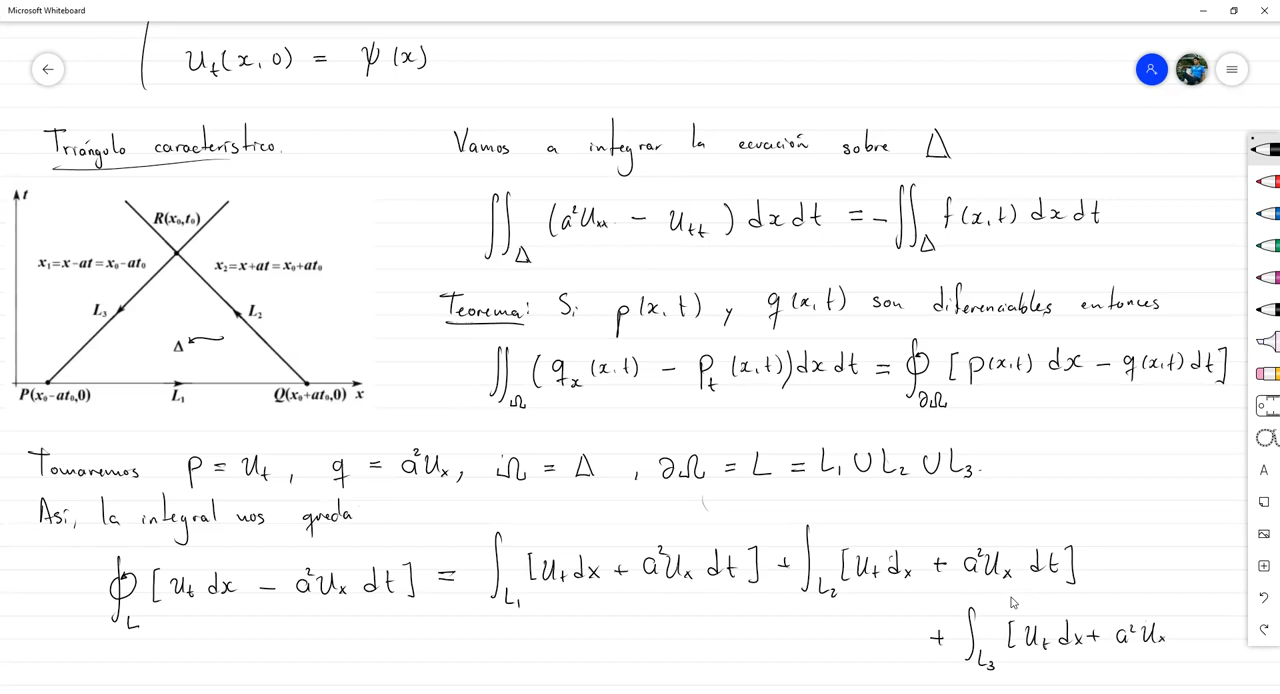 Microsoft Whiteboard
u_t(x,0) = ψ(x)
Triángulo característico.
t
R(x₀,t₀)
x₁=x-at=x₀-at₀
x₂=x+at=x₀+at₀
L₃
L₂
Δ
P(x₀-at₀,0)
L₁
Q(x₀+at₀,0) x
Vamos a integrar la ecuación sobre Δ
∬_Δ (a²u_xx - u_tt) dx dt = -∬_Δ f(x,t) dx dt
Teorema: Si p(x,t) y q(x,t) son diferenciables entonces
∬_Ω (q_x(x,t) - p_t(x,t)) dx dt = ∮_∂Ω [p(x,t) dx - q(x,t) dt]
Tomaremos p = u_t, q = a²u_x, Ω = Δ, ∂Ω = L = L₁ ∪ L₂ ∪ L₃.
Así, la integral nos queda
∮_L [u_t dx - a²u_x dt] = ∫_L₁ [u_t dx + a²u_x dt] + ∫_L₂ [u_t dx + a²u_x dt]
+ ∫_L₃ [u_t dx + a²u_x
A